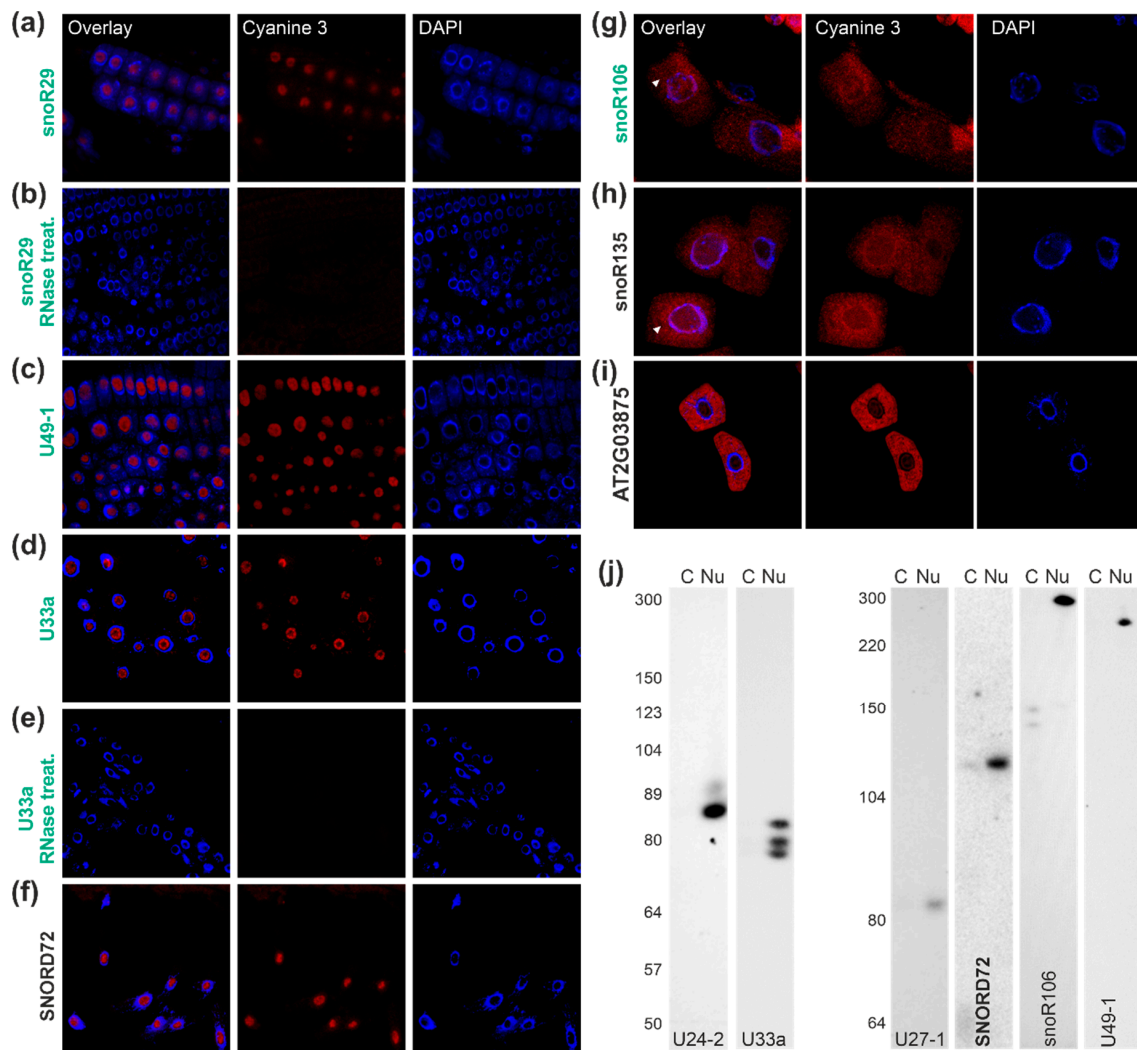 (a)
Overlay
Cyanine 3
DAPI
snoR29
(b)
snoR29
RNase treat.
(c)
U49-1
(d)
U33a
(e)
U33a
RNase treat.
(f)
SNORD72
(g)
Overlay
Cyanine 3
DAPI
snoR106
(h)
snoR135
(i)
AT2G03875
(j)
C Nu
C Nu
300
150
123
104
89
80
64
57
50
U24-2
U33a
C Nu
C Nu
C Nu
C Nu
300
220
150
104
80
64
U27-1
SNORD72
snoR106
U49-1